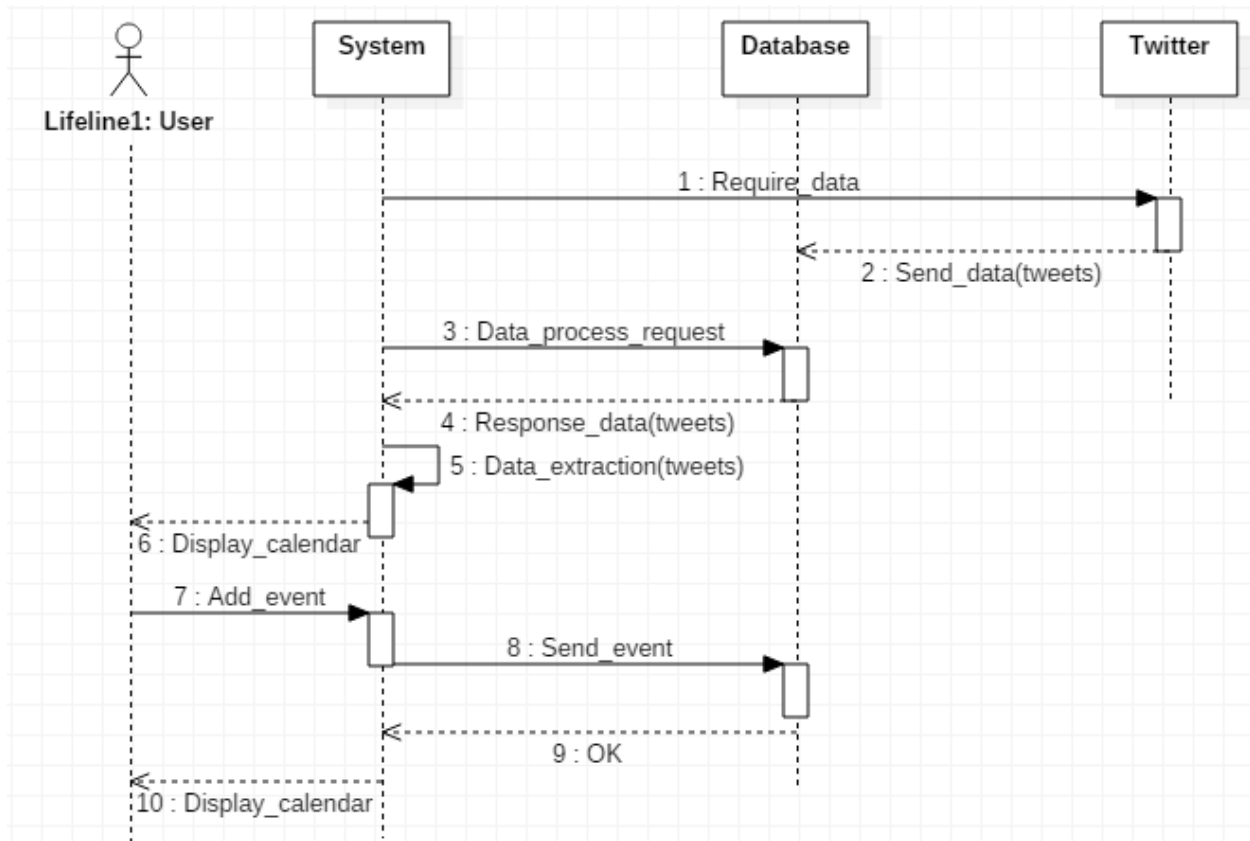 System
Database
Twitter
Lifeline1: User
1 : Require_data
2 : Send_data(tweets)
3 : Data_process_request
4 : Response_data(tweets)
5 : Data_extraction(tweets)
6 : Display_calendar
7 : Add_event
8 : Send_event
9 : OK
10 : Display_calendar